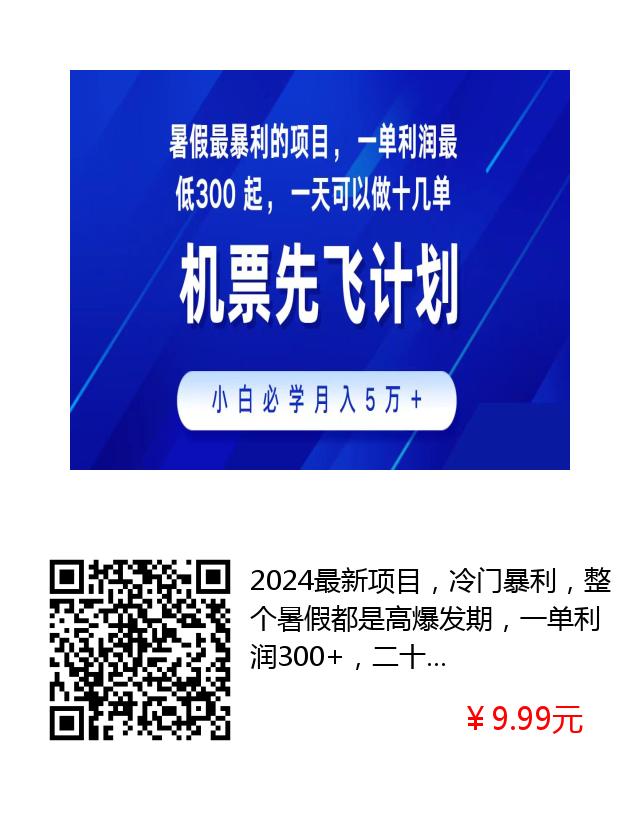 暑假最暴利的项目，一单利润最
低300 起，一天可以做十几单
机票先飞计划
小白必学月入5万+
2024最新项目，冷门暴利，整
个暑假都是高爆发期，一单利
润300+，二十...
¥9.99元